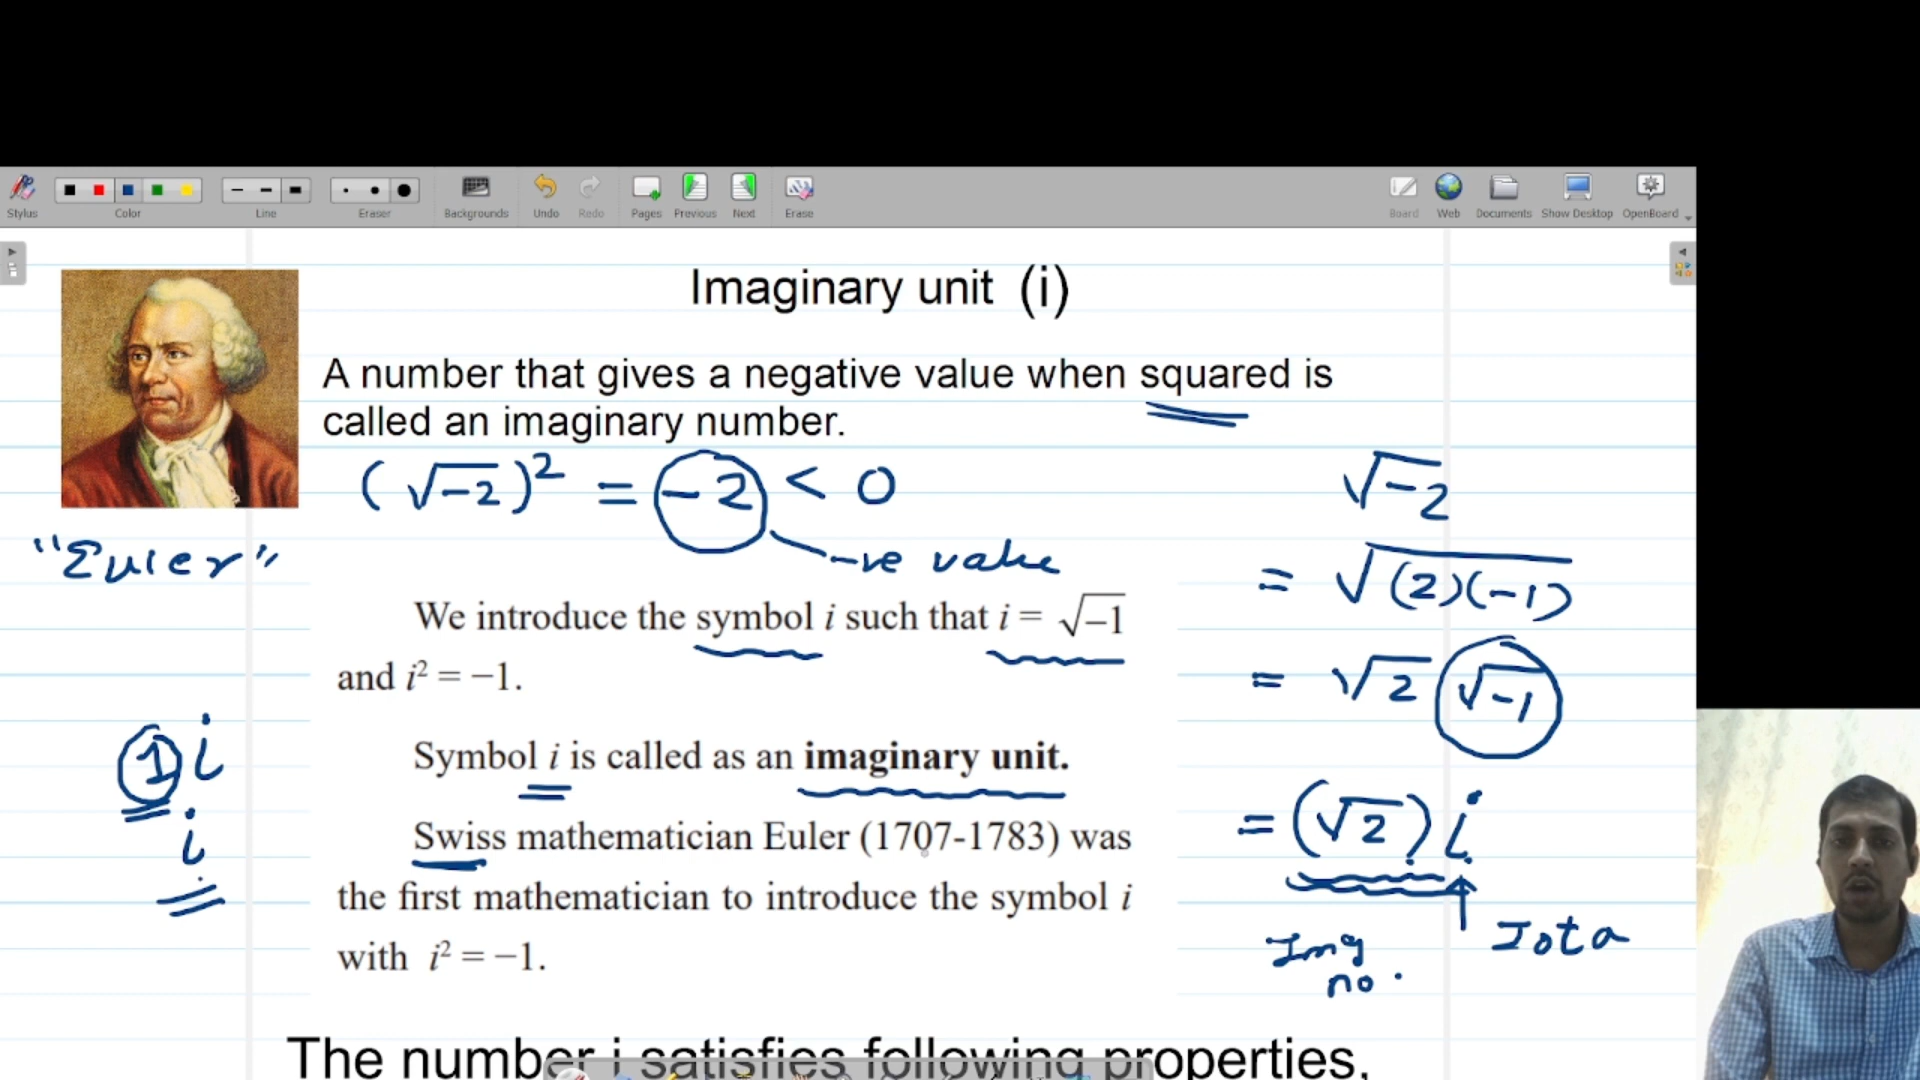 Stylus Color Line Eraser Backgrounds Undo Redo Pages Previous Next Erase Board Web Documents Show Desktop OpenBoard
Imaginary unit (i)
A number that gives a negative value when squared is
called an imaginary number.
(√-2)² = -2 < 0
-ve value
"Euler"
We introduce the symbol i such that i = √−1
and i² = −1.
Symbol i is called as an imaginary unit.
Swiss mathematician Euler (1707-1783) was
the first mathematician to introduce the symbol i
with i² = −1.
1i
i
√-2
= √(2)(-1)
= √2 √-1
= (√2) i
Img no.
Iota
The number i satisfies following properties,